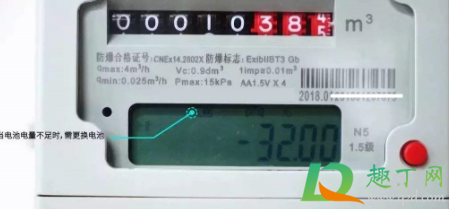 0 0 0 1 0 3 8 m³
防爆合格证号:CNEx14.2802X 防爆标志: ExibIIBT3 Gb
qmax:4m³/h Vc:0.9dm³ 1imp≙0.01m³
qmin:0.025m³/h Pmax:15kPa AA1.5V X 4
当电池电量不足时,需更换电池
-32.00
N5
1.5级
趣丁网